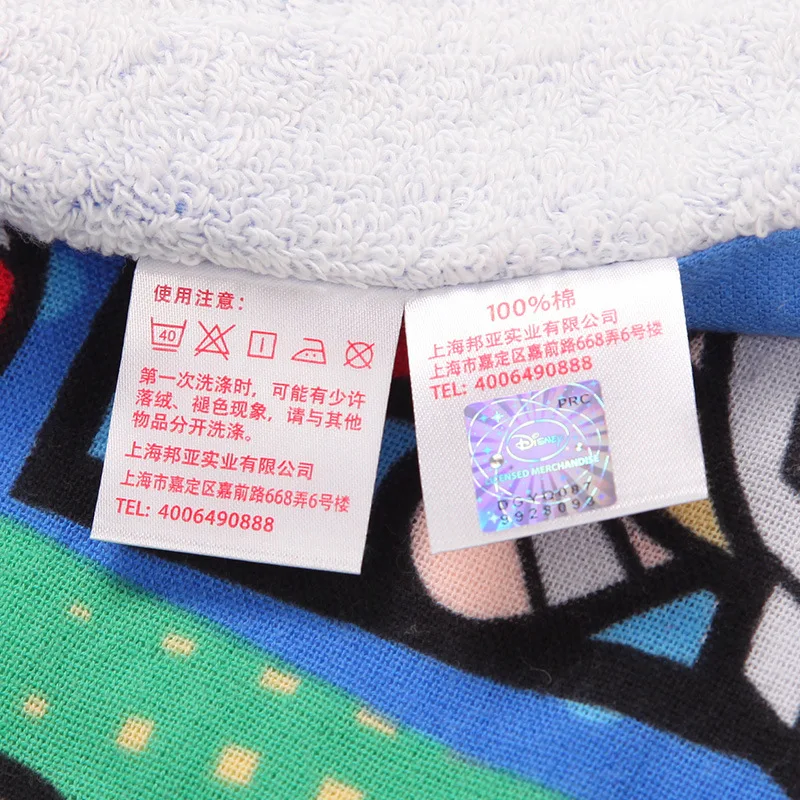 使用注意：
40
第一次洗涤时，可能有少许
落绒、褪色现象，请与其他
物品分开洗涤。
上海邦亚实业有限公司
上海市嘉定区嘉前路668弄6号楼
TEL: 4006490888
100%棉
上海邦亚实业有限公司
上海市嘉定区嘉前路668弄6号楼
TEL: 4006490888
PRC
Disney
LICENSED MERCHANDISE